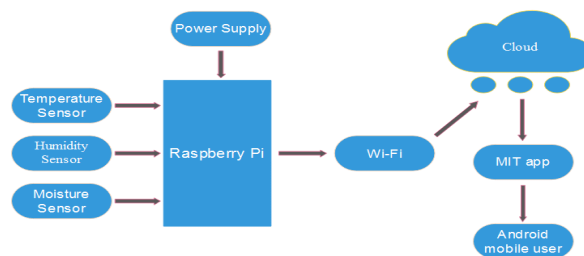 Power Supply
Cloud
Temperature
Sensor
Humidity
Sensor
Raspberry Pi
Wi-Fi
MIT app
Moisture
Sensor
Android
mobile user